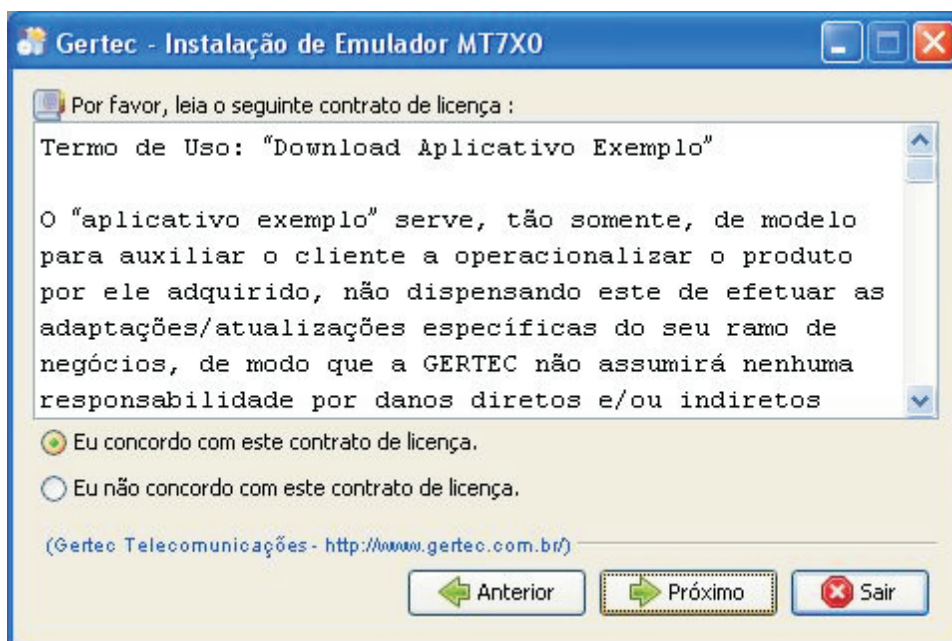 Gertec - Instalação de Emulador MT7X0
Por favor, leia o seguinte contrato de licença :
Termo de Uso: "Download Aplicativo Exemplo"
O "aplicativo exemplo" serve, tão somente, de modelo
para auxiliar o cliente a operacionalizar o produto
por ele adquirido, não dispensando este de efetuar as
adaptações/atualizações específicas do seu ramo de
negócios, de modo que a GERTEC não assumirá nenhuma
responsabilidade por danos diretos e/ou indiretos
Eu concordo com este contrato de licença.
Eu não concordo com este contrato de licença.
(Gertec Telecomunicações - http://www.gertec.com.br/)
Anterior Próximo Sair